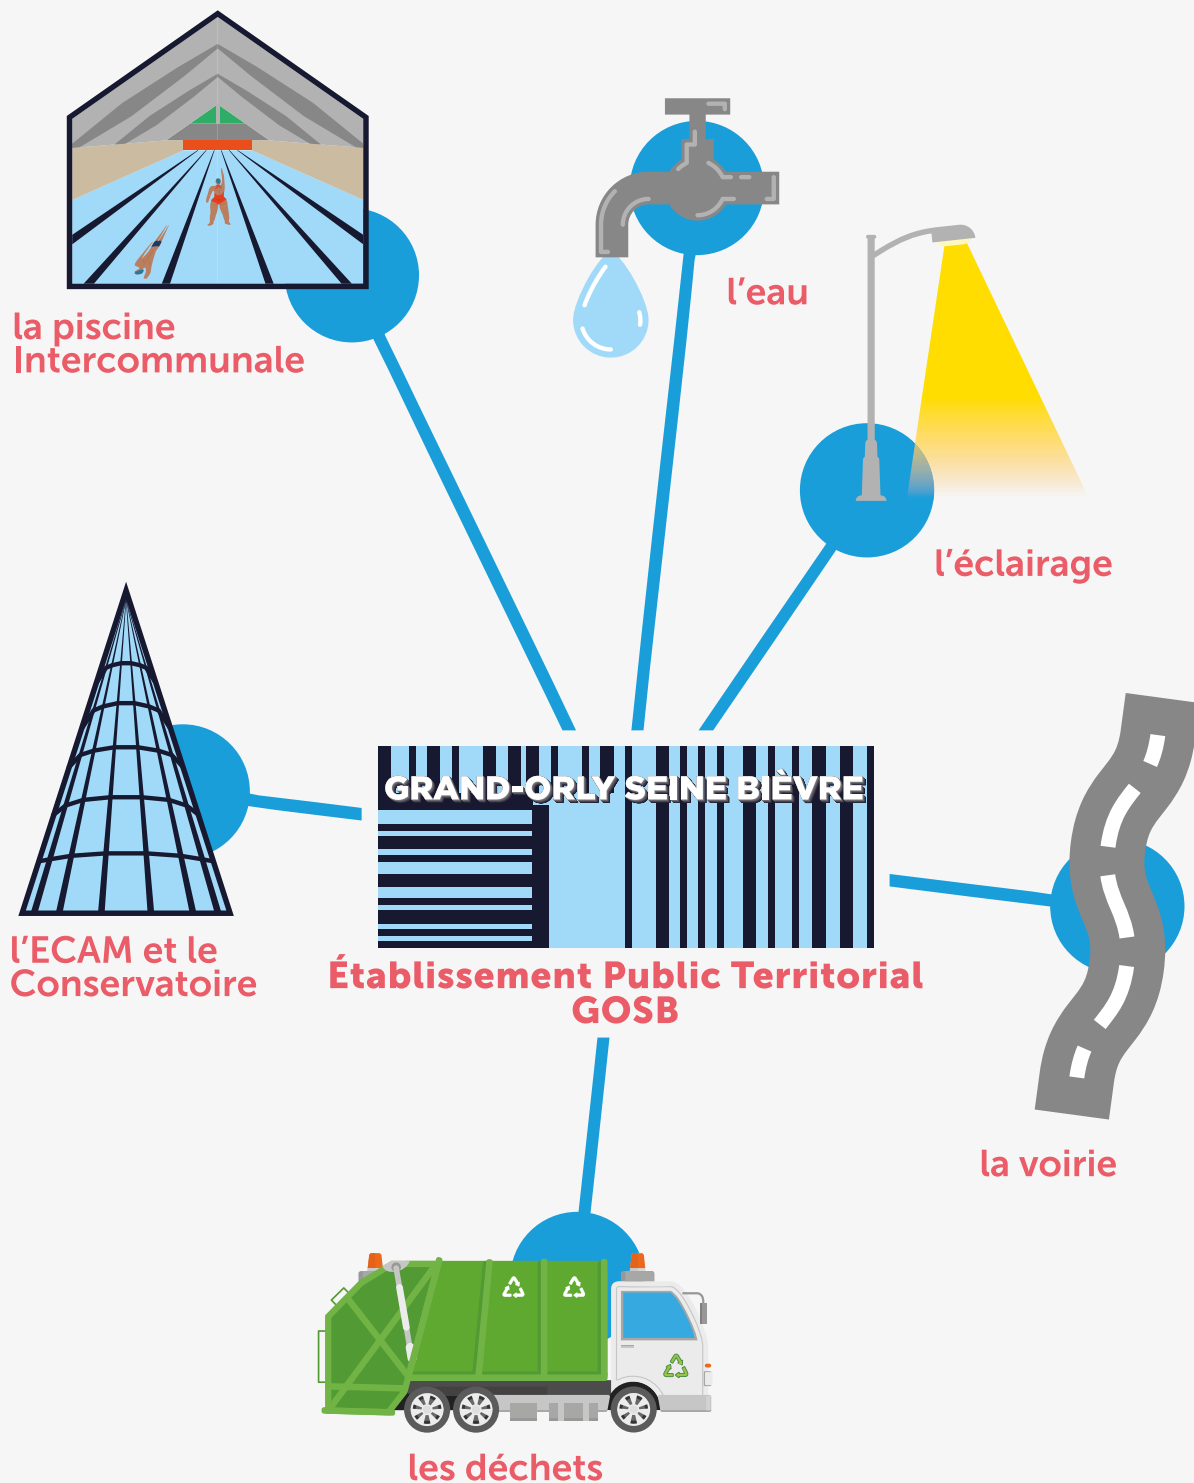 la piscine
Intercommunale
l'eau
l'éclairage
GRAND-ORLY SEINE BIÈVRE
l'ECAM et le
Conservatoire
Établissement Public Territorial
GOSB
la voirie
les déchets